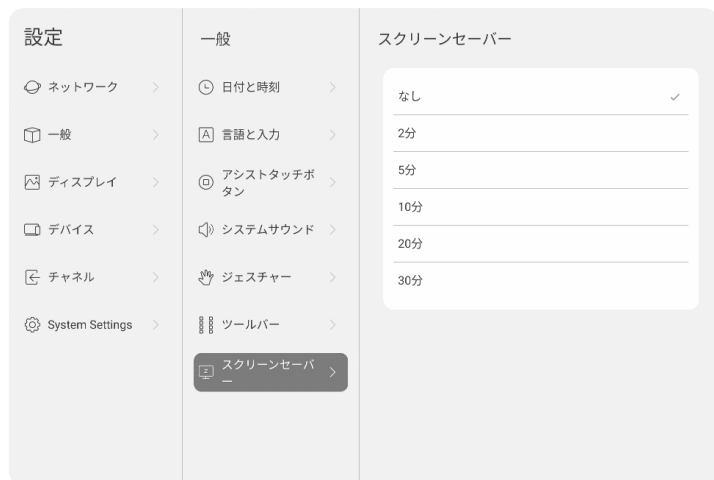 設定
ネットワーク
一般
ディスプレイ
デバイス
チャネル
System Settings
一般
日付と時刻
A 言語と入力
アシストタッチボ
タン
システムサウンド
ジェスチャー
ツールバー
Z スクリーンセーバ
ー
スクリーンセーバー
なし
2分
5分
10分
20分
30分